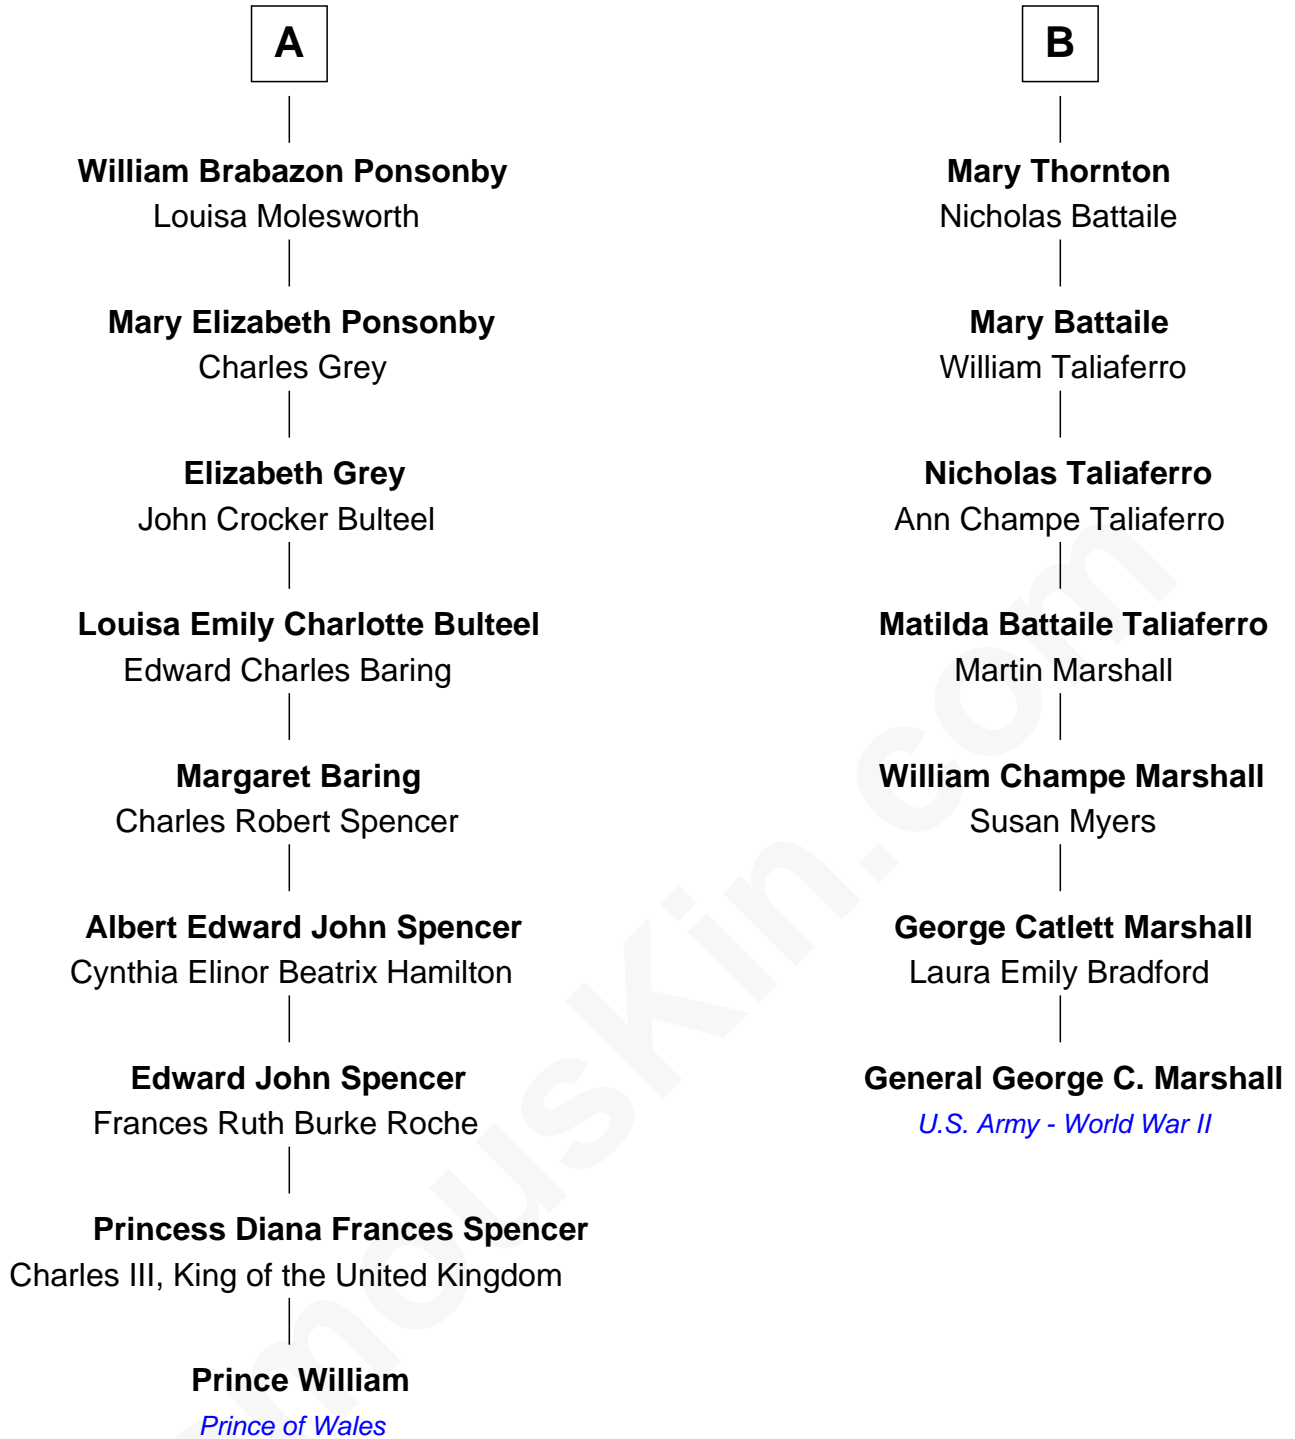 A
William Brabazon Ponsonby
Louisa Molesworth
Mary Elizabeth Ponsonby
Charles Grey
Elizabeth Grey
John Crocker Bulteel
Louisa Emily Charlotte Bulteel
Edward Charles Baring
Margaret Baring
Charles Robert Spencer
Albert Edward John Spencer
Cynthia Elinor Beatrix Hamilton
Edward John Spencer
Frances Ruth Burke Roche
Princess Diana Frances Spencer
Charles III, King of the United Kingdom
Prince William
Prince of Wales
B
Mary Thornton
Nicholas Battaile
Mary Battaile
William Taliaferro
Nicholas Taliaferro
Ann Champe Taliaferro
Matilda Battaile Taliaferro
Martin Marshall
William Champe Marshall
Susan Myers
George Catlett Marshall
Laura Emily Bradford
General George C. Marshall
U.S. Army - World War II
mouskin.com